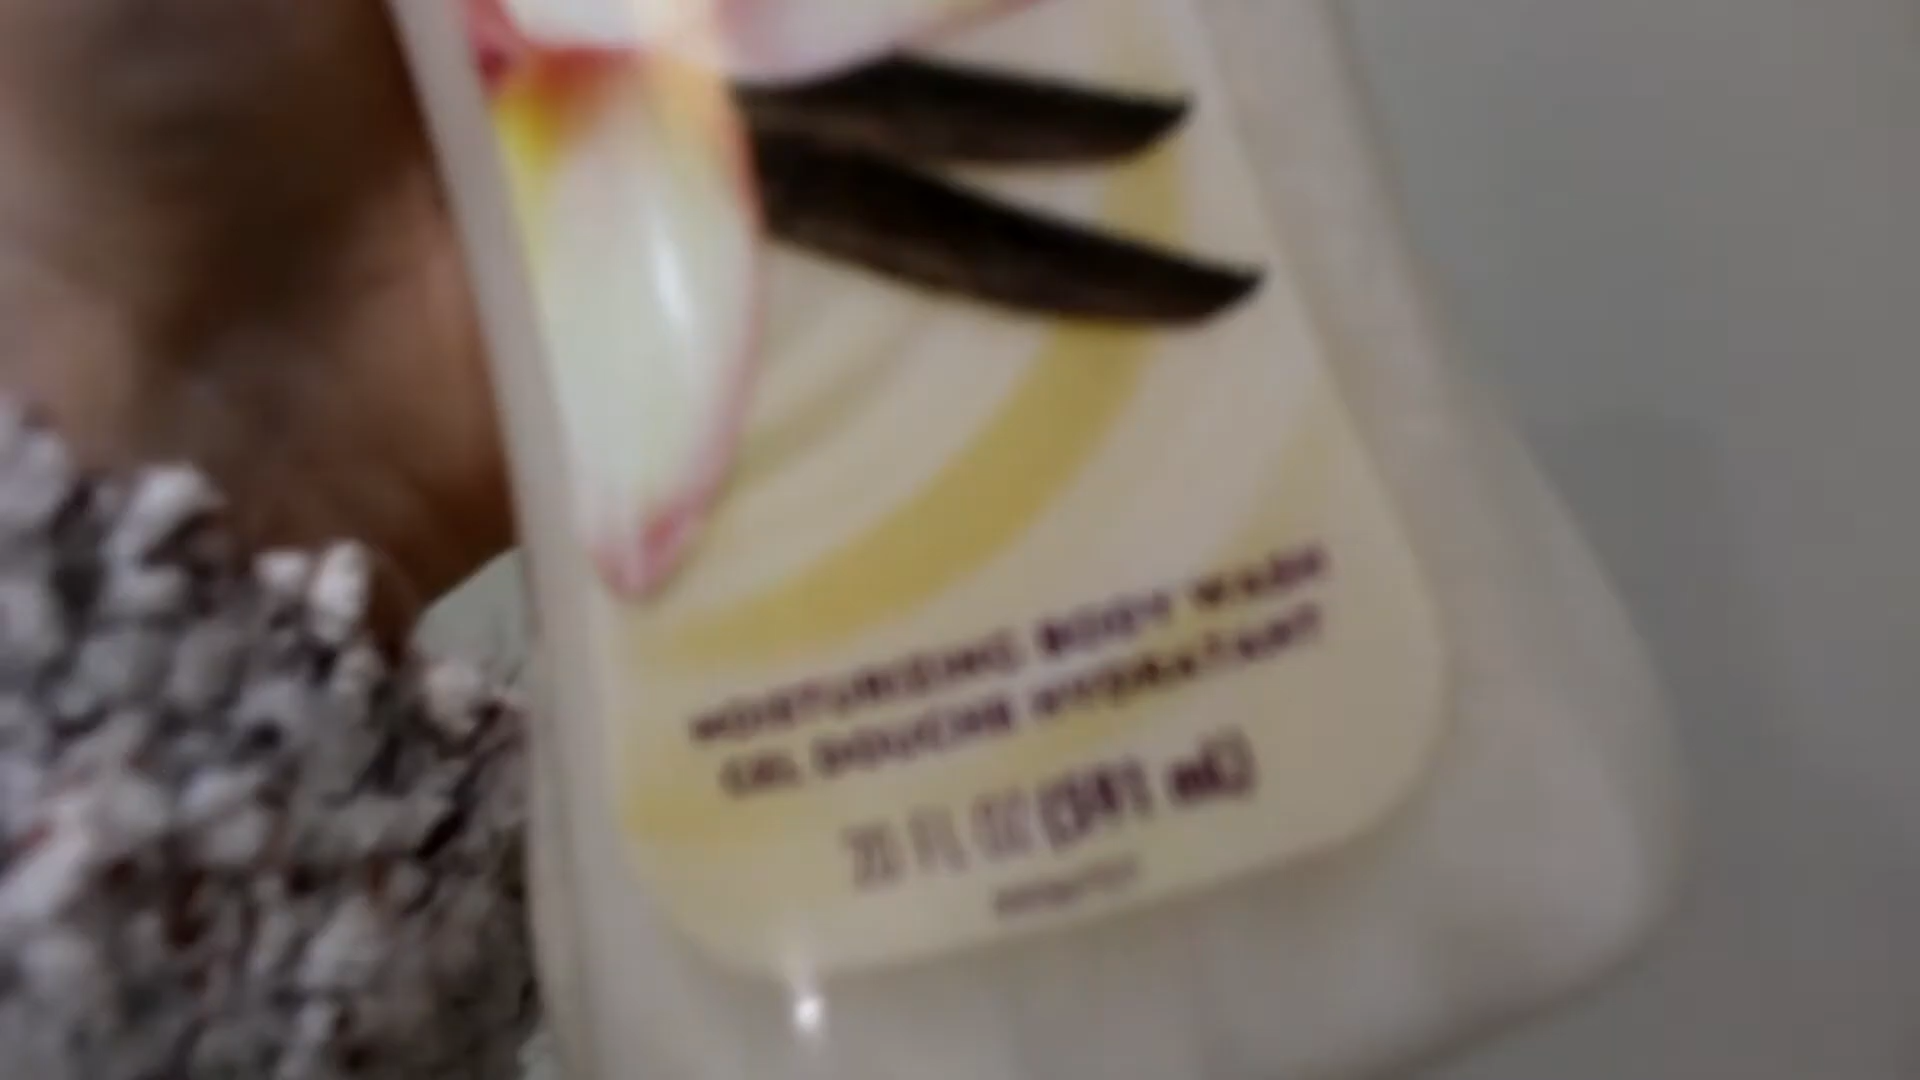 MOISTURIZING BODY WASH
GEL DOUCHE HYDRATANT
20 FL OZ (591 mL)